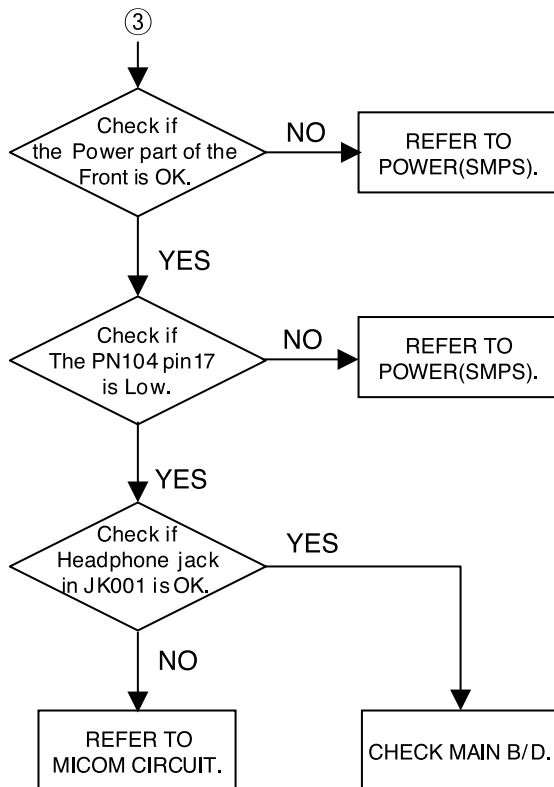 ③
Check if
the Power part of the
Front is OK.
NO
REFER TO
POWER(SMPS).
YES
Check if
The PN104 pin17
is Low.
NO
REFER TO
POWER(SMPS).
YES
Check if
Headphone jack
in JK001 is OK.
YES
NO
REFER TO
MICOM CIRCUIT.
CHECK MAIN B/D.